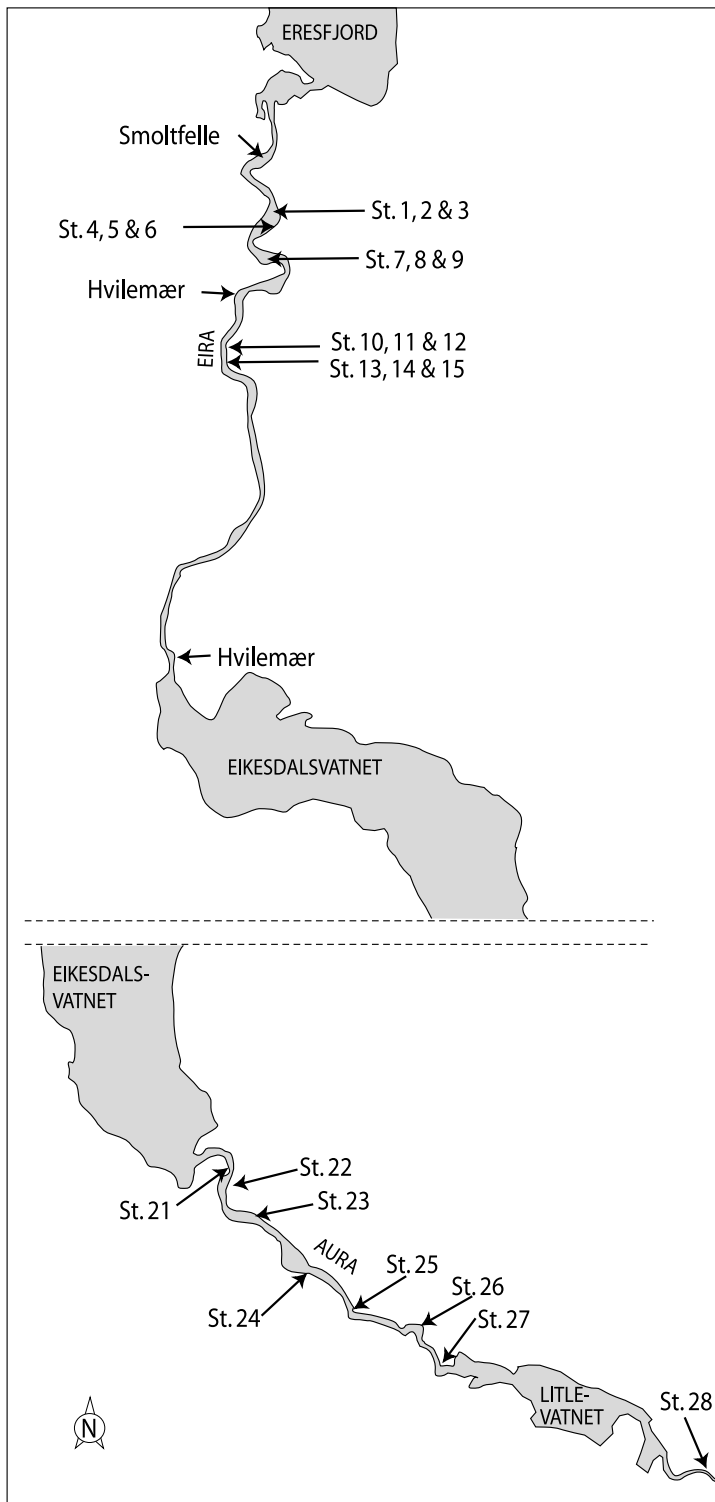 ERESFJORD
Smoltfelle
St. 1, 2 & 3
St. 4, 5 & 6
St. 7, 8 & 9
Hvilemær
EIRA
St. 10, 11 & 12
St. 13, 14 & 15
Hvilemær
EIKESDALSVATNET
EIKESDALS-
VATNET
St. 22
St. 21
St. 23
AURA
St. 25
St. 24
St. 26
St. 27
LITLE-
VATNET
St. 28
N